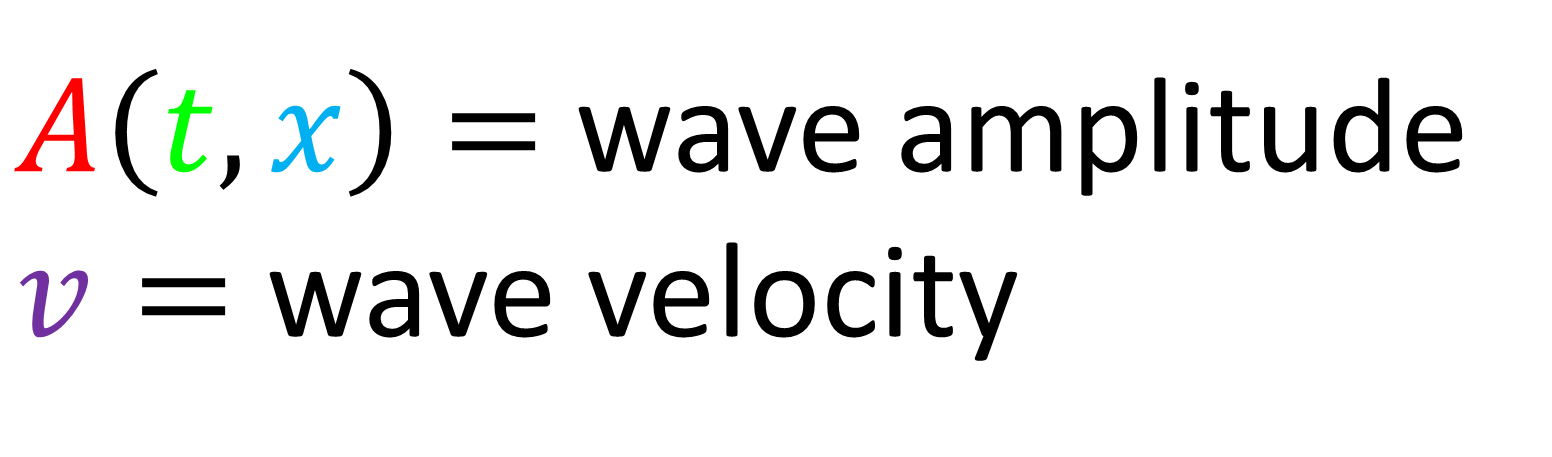 A(t, x) = wave amplitude
v = wave velocity